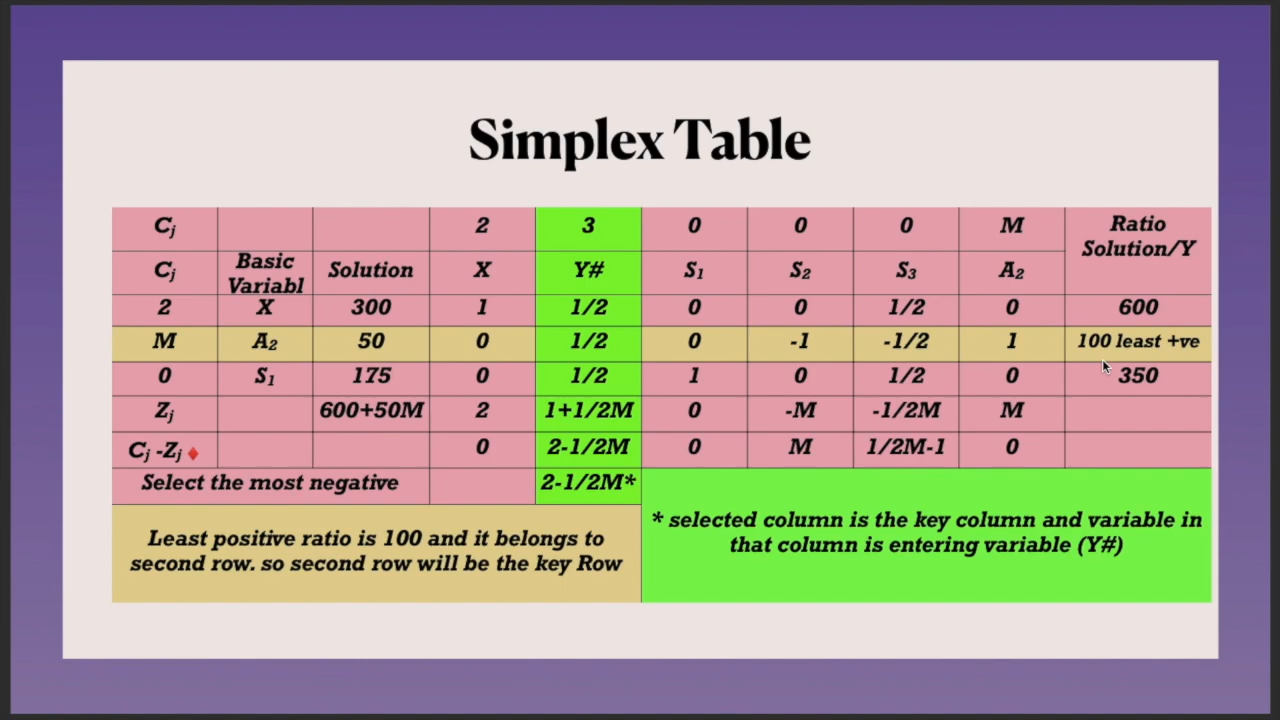 Simplex Table
Cj 2 3 0 0 0 M Ratio Solution/Y
Cj Basic Variabl Solution X Y# S1 S2 S3 A2
2 X 300 1 1/2 0 0 1/2 0 600
M A2 50 0 1/2 0 -1 -1/2 1 100 least +ve
0 S1 175 0 1/2 1 0 1/2 0 350
Zj 600+50M 2 1+1/2M 0 -M -1/2M M
Cj -Zj 0 2-1/2M 0 M 1/2M-1 0
Select the most negative 2-1/2M*
Least positive ratio is 100 and it belongs to
second row. so second row will be the key Row
* selected column is the key column and variable in
that column is entering variable (Y#)